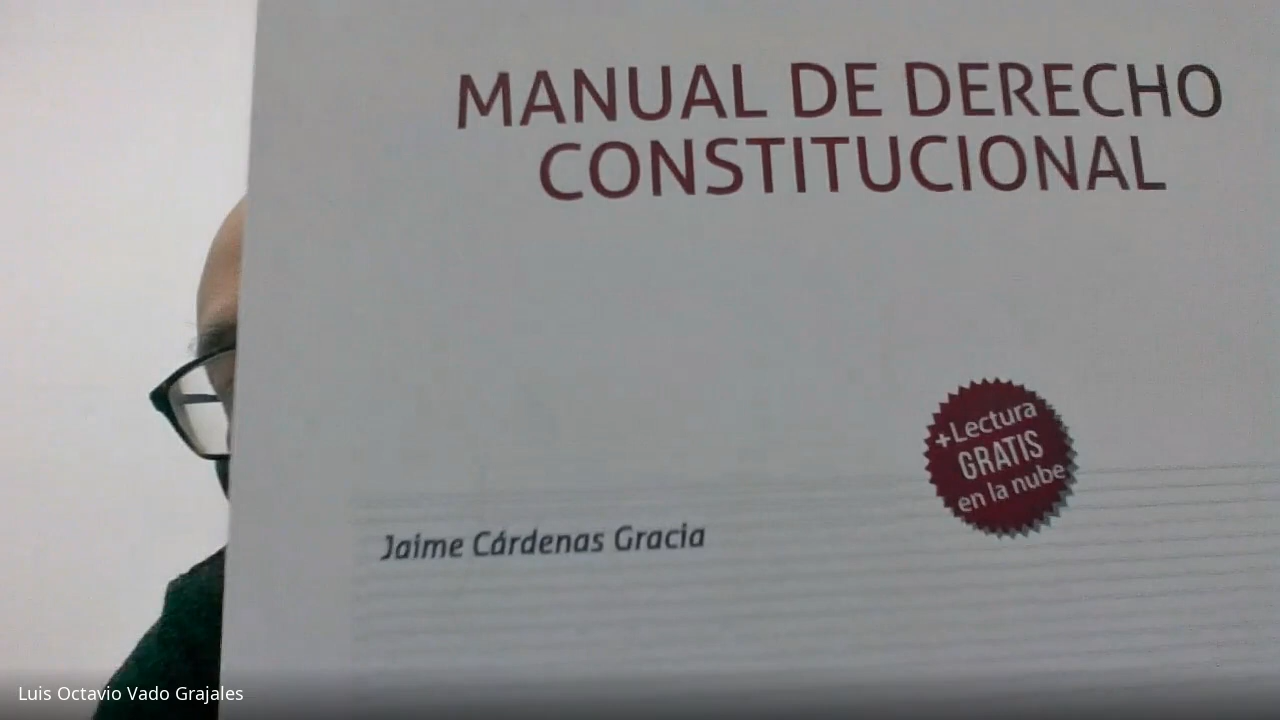 MANUAL DE DERECHO
CONSTITUCIONAL
+Lectura
GRATIS
en la nube
Jaime Cárdenas Gracia
Luis Octavio Vado Grajales